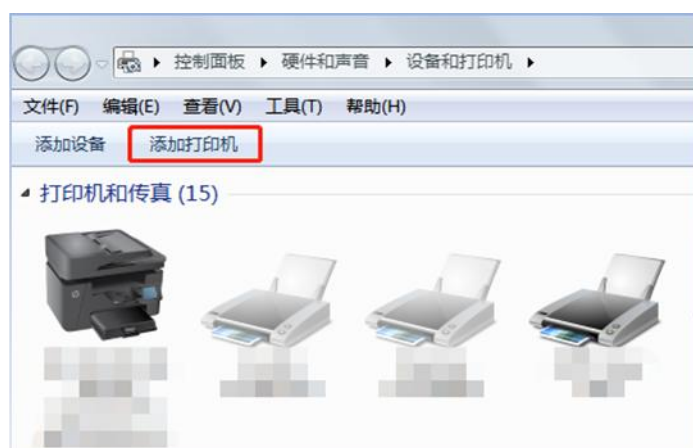 控制面板 ▸ 硬件和声音 ▸ 设备和打印机 ▸
文件(F) 编辑(E) 查看(V) 工具(T) 帮助(H)
添加设备 添加打印机
打印机和传真 (15)